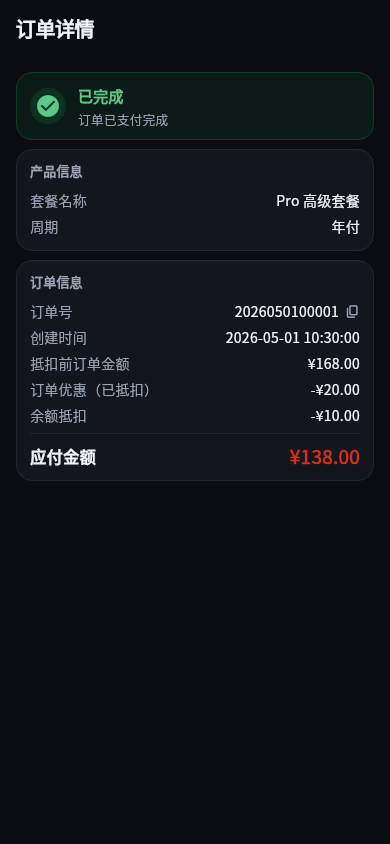 订单详情
已完成
订单已支付完成
产品信息
套餐名称 Pro 高级套餐
周期 年付
订单信息
订单号 2026050100001
创建时间 2026-05-01 10:30:00
抵扣前订单金额 ¥168.00
订单优惠（已抵扣） -¥20.00
余额抵扣 -¥10.00
应付金额 ¥138.00